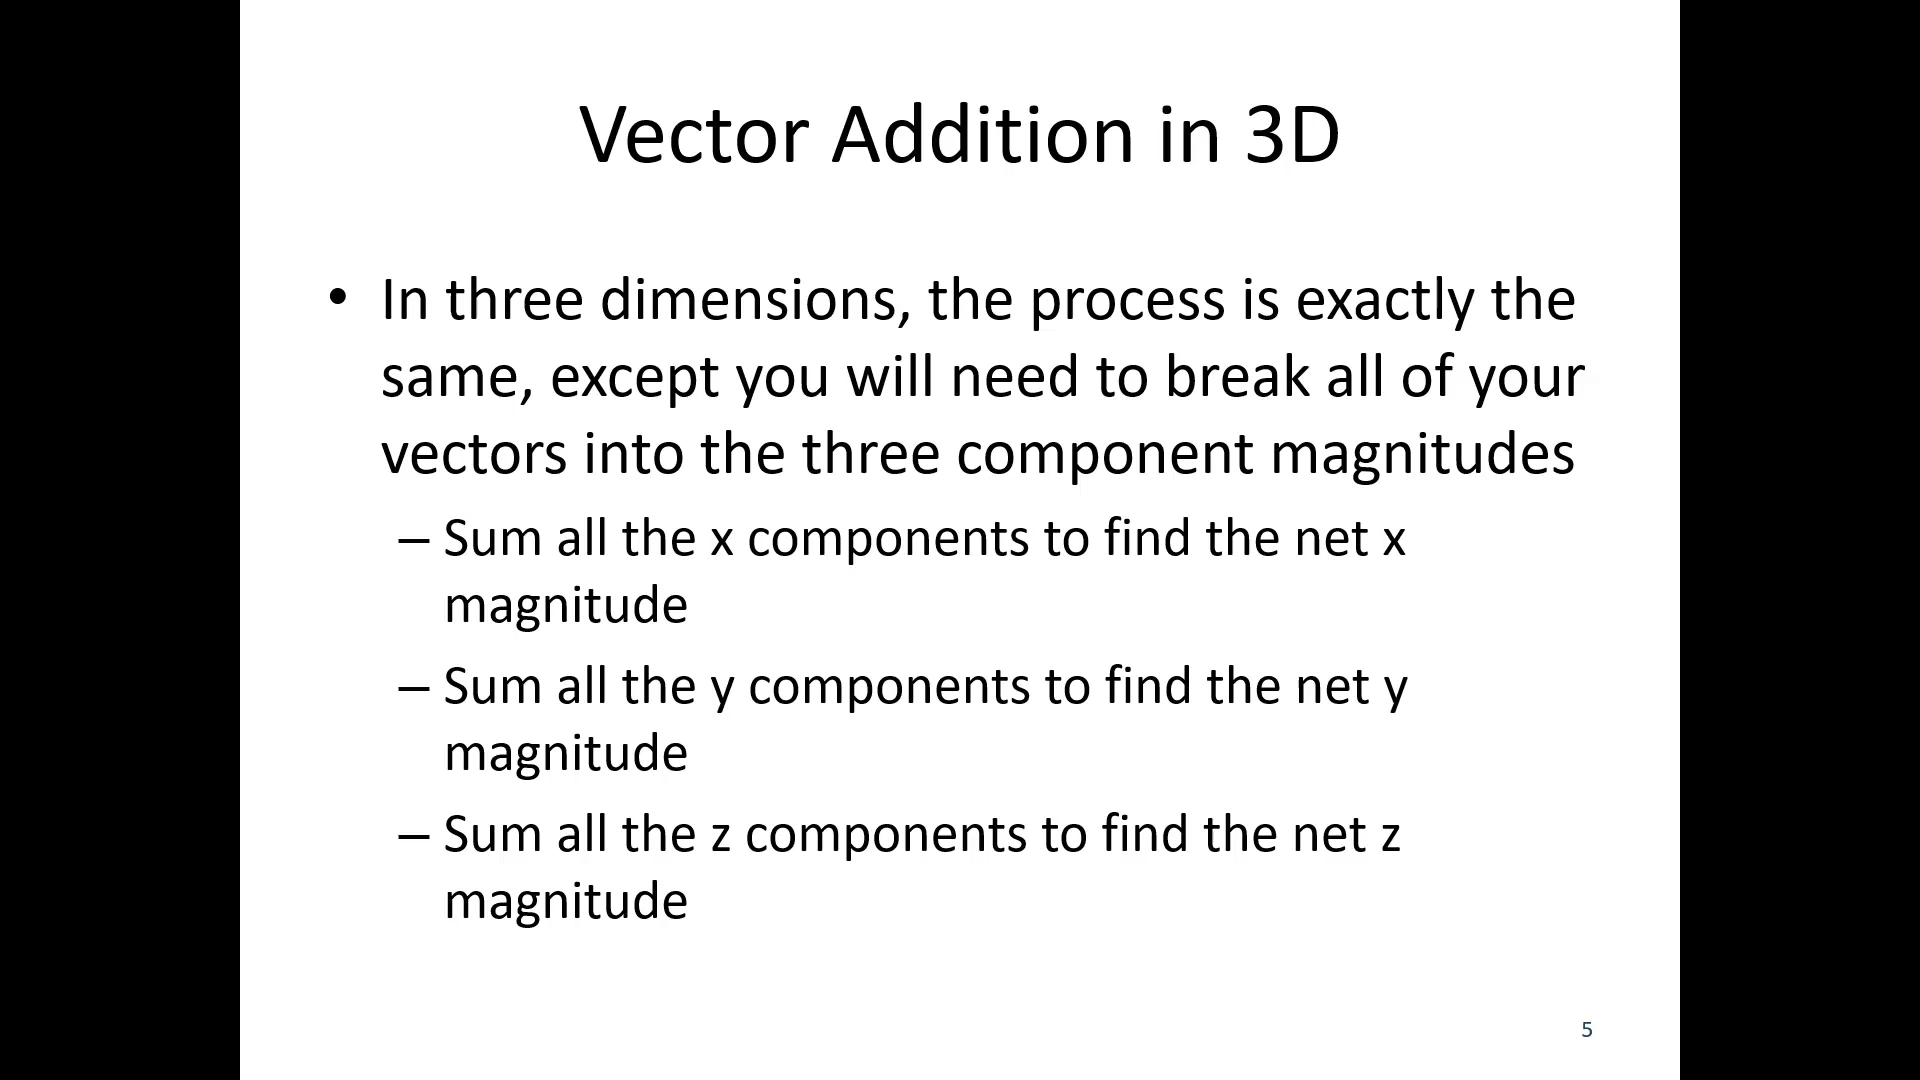 Vector Addition in 3D
• In three dimensions, the process is exactly the
same, except you will need to break all of your
vectors into the three component magnitudes
– Sum all the x components to find the net x
magnitude
– Sum all the y components to find the net y
magnitude
– Sum all the z components to find the net z
magnitude
5